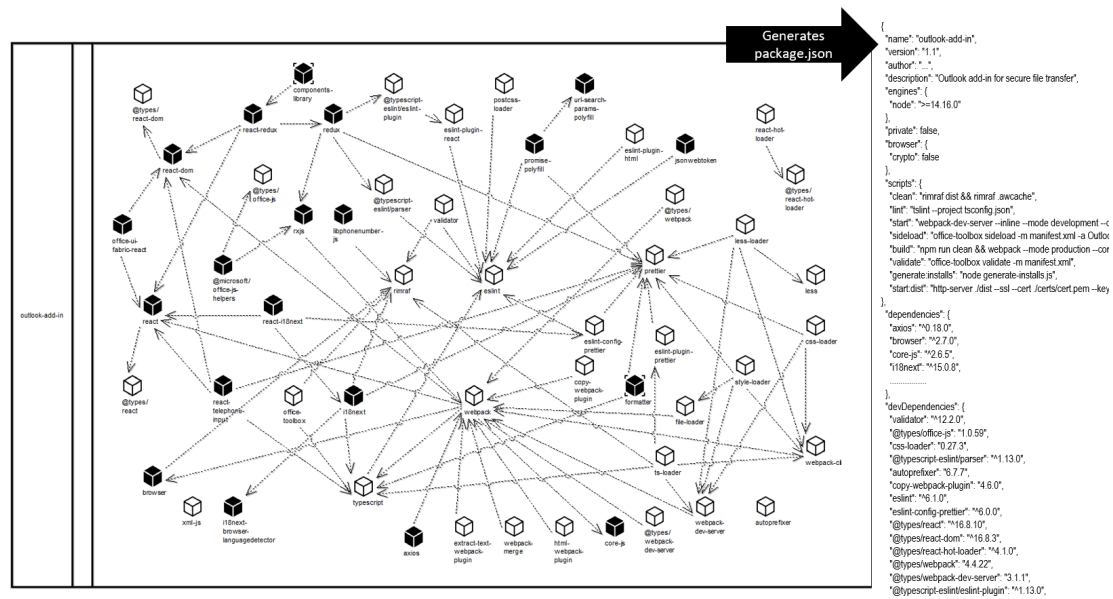 Generates
package.json
outlook-add-in
components-
library
@types/
react-dom
react-redux
redux
@typescript-
eslint/eslint-
plugin
eslint-plugin-
react
postcss-
loader
url-search-
params-
polyfill
promise-
polyfill
eslint-plugin-
html
jsonwebtoken
react-hot-
loader
@types/
react-hot-
loader
react-dom
@types/
office-js
@typescript-
eslint/parser
validator
@types/
webpack
office-ui-
fabric-react
rxjs
libphonenumber-
js
less-loader
@microsoft/
office-js-
helpers
rimraf
eslint
prettier
less
react
react-i18next
eslint-config-
prettier
eslint-plugin-
prettier
css-loader
@types/
react
react-
telephone-
input
office-
toolbox
i18next
webpack
copy-
webpack-
plugin
formatter
file-loader
style-loader
webpack-cli
ts-loader
browser
typescript
xml-js
i18next-
browser-
languagedetector
axios
extract-text-
webpack-
plugin
webpack-
merge
html-
webpack-
plugin
core-js
@types/
webpack-
dev-server
webpack-
dev-server
autoprefixer
{
"name": "outlook-add-in",
"version": "1.1",
"author": "...",
"description": "Outlook add-in for secure file transfer",
"engines": {
"node": ">=14.16.0"
},
"private": false,
"browser": {
"crypto": false
},
"scripts": {
"clean": "rimraf dist && rimraf .awcache",
"lint": "tslint --project tsconfig.json",
"start": "webpack-dev-server --inline --mode development --c
"sideload": "office-toolbox sideload -m manifest.xml -a Outloo
"build": "npm run clean && webpack --mode production --con
"validate": "office-toolbox validate -m manifest.xml",
"generate:installs": "node generate-installs.js",
"start:dist": "http-server ./dist --ssl --cert ./certs/cert.pem --key
},
"dependencies": {
"axios": "^0.18.0",
"browser": "^2.7.0",
"core-js": "^2.6.5",
"i18next": "^15.0.8",
..................
},
"devDependencies": {
"validator": "^12.2.0",
"@types/office-js": "1.0.59",
"css-loader": "0.27.3",
"@typescript-eslint/parser": "^1.13.0",
"autoprefixer": "6.7.7",
"copy-webpack-plugin": "4.6.0",
"eslint": "^6.1.0",
"eslint-config-prettier": "^6.0.0",
"@types/react": "^16.8.10",
"@types/react-dom": "^16.8.3",
"@types/react-hot-loader": "^4.1.0",
"@types/webpack": "4.4.22",
"@types/webpack-dev-server": "3.1.1",
"@typescript-eslint/eslint-plugin": "^1.13.0",